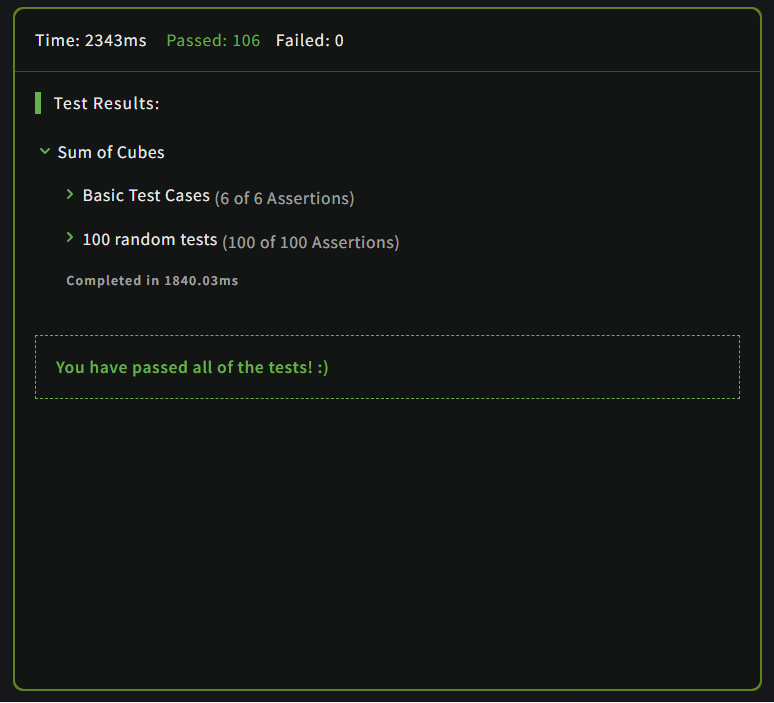 Time: 2343ms Passed: 106 Failed: 0
Test Results:
Sum of Cubes
Basic Test Cases (6 of 6 Assertions)
100 random tests (100 of 100 Assertions)
Completed in 1840.03ms
You have passed all of the tests! :)